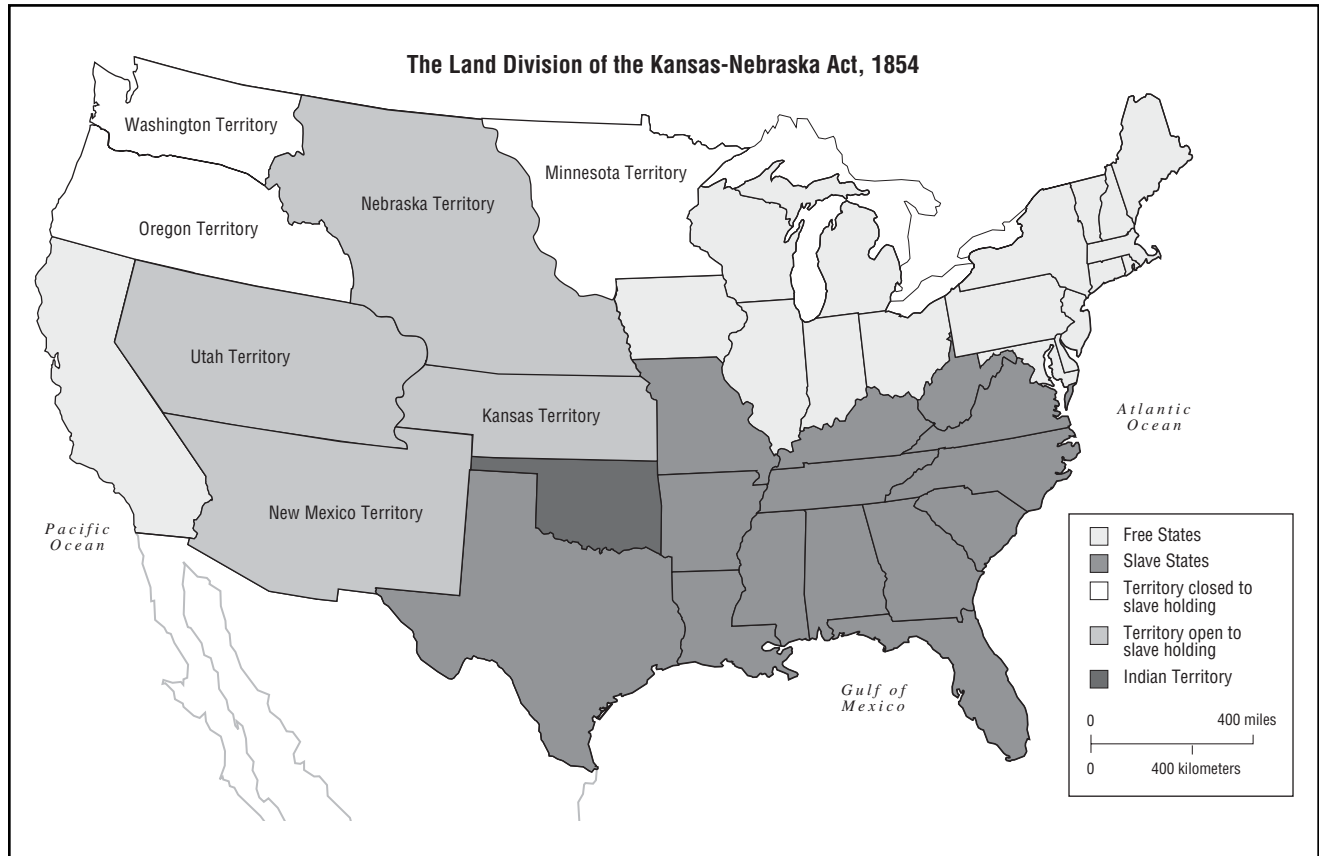 The Land Division of the Kansas-Nebraska Act, 1854
Washington Territory
Minnesota Territory
Nebraska Territory
Oregon Territory
Utah Territory
Kansas Territory
Atlantic
Ocean
New Mexico Territory
Pacific
Ocean
Gulf of
Mexico
Free States
Slave States
Territory closed to
slave holding
Territory open to
slave holding
Indian Territory
0 400 miles
0 400 kilometers